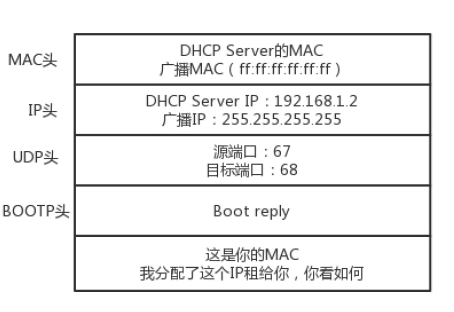 MAC头
DHCP Server的MAC
广播MAC（ff:ff:ff:ff:ff:ff）
IP头
DHCP Server IP：192.168.1.2
广播IP：255.255.255.255
UDP头
源端口：67
目标端口：68
BOOTP头
Boot reply
这是你的MAC
我分配了这个IP租给你，你看如何